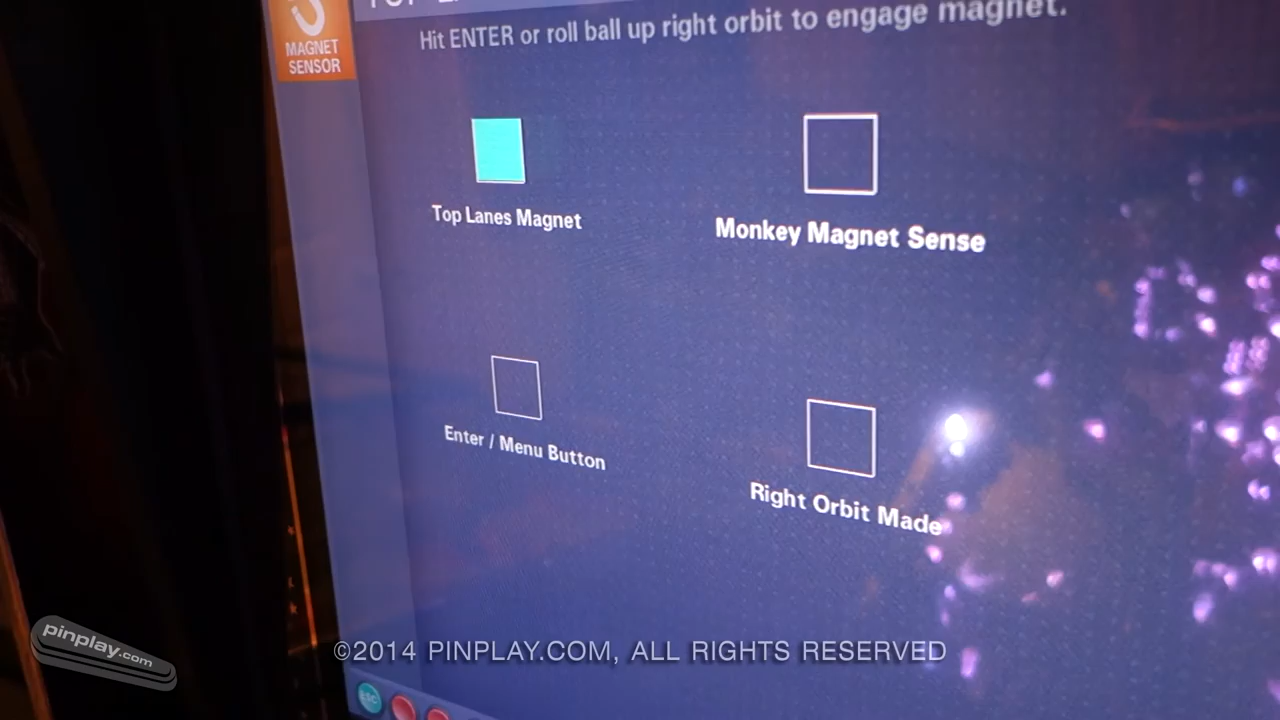 MAGNET
SENSOR
Hit ENTER or roll ball up right orbit to engage magnet.
Top Lanes Magnet
Monkey Magnet Sense
Enter / Menu Button
Right Orbit Made
pinplay.com
©2014 PINPLAY.COM, ALL RIGHTS RESERVED
ESC